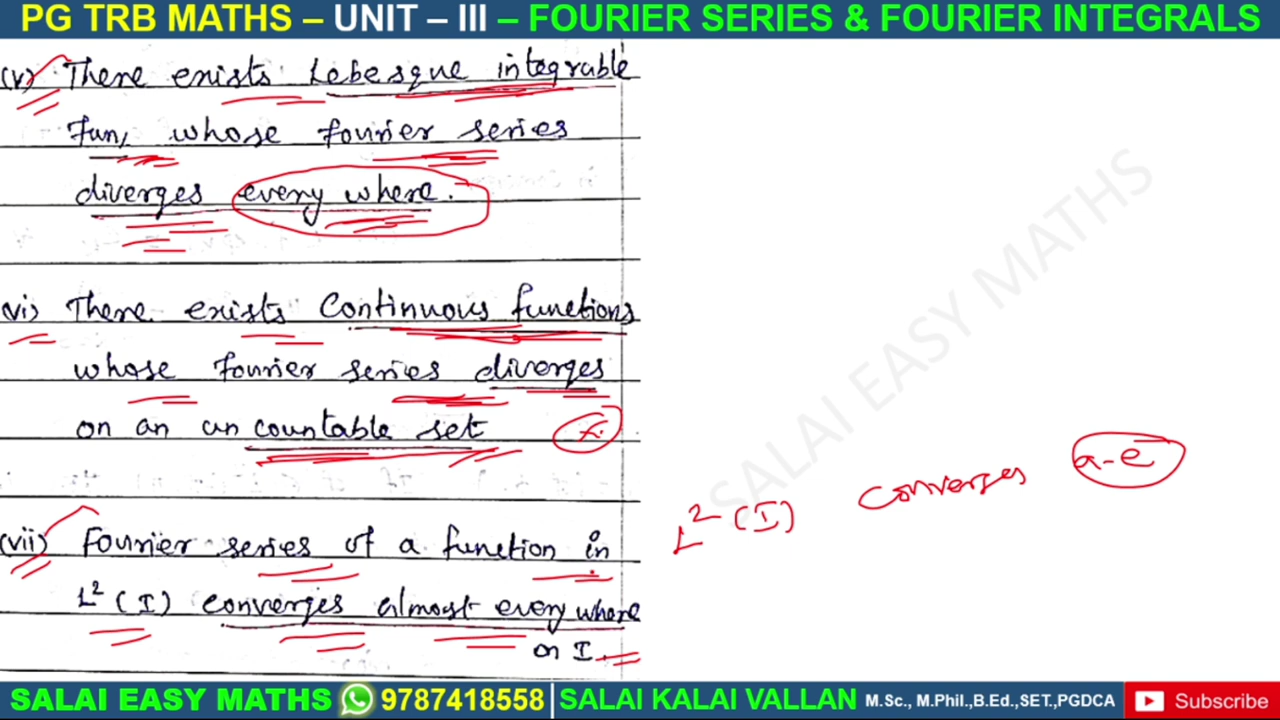 PG TRB MATHS – UNIT – III – FOURIER SERIES & FOURIER INTEGRALS
(v) There exists Lebesque integrable
Fun, whose fourier series
diverges every where.
(vi) There exists Continuous functions
whose fourier series diverges
on an un countable set
(vii) Fourier series of a function in
L² (I) converges almost every where
on I
L² (I) converges a-e
SALAI EASY MATHS
SALAI EASY MATHS 9787418558 SALAI KALAI VALLAN M.Sc., M.Phil.,B.Ed.,SET.,PGDCA Subscribe